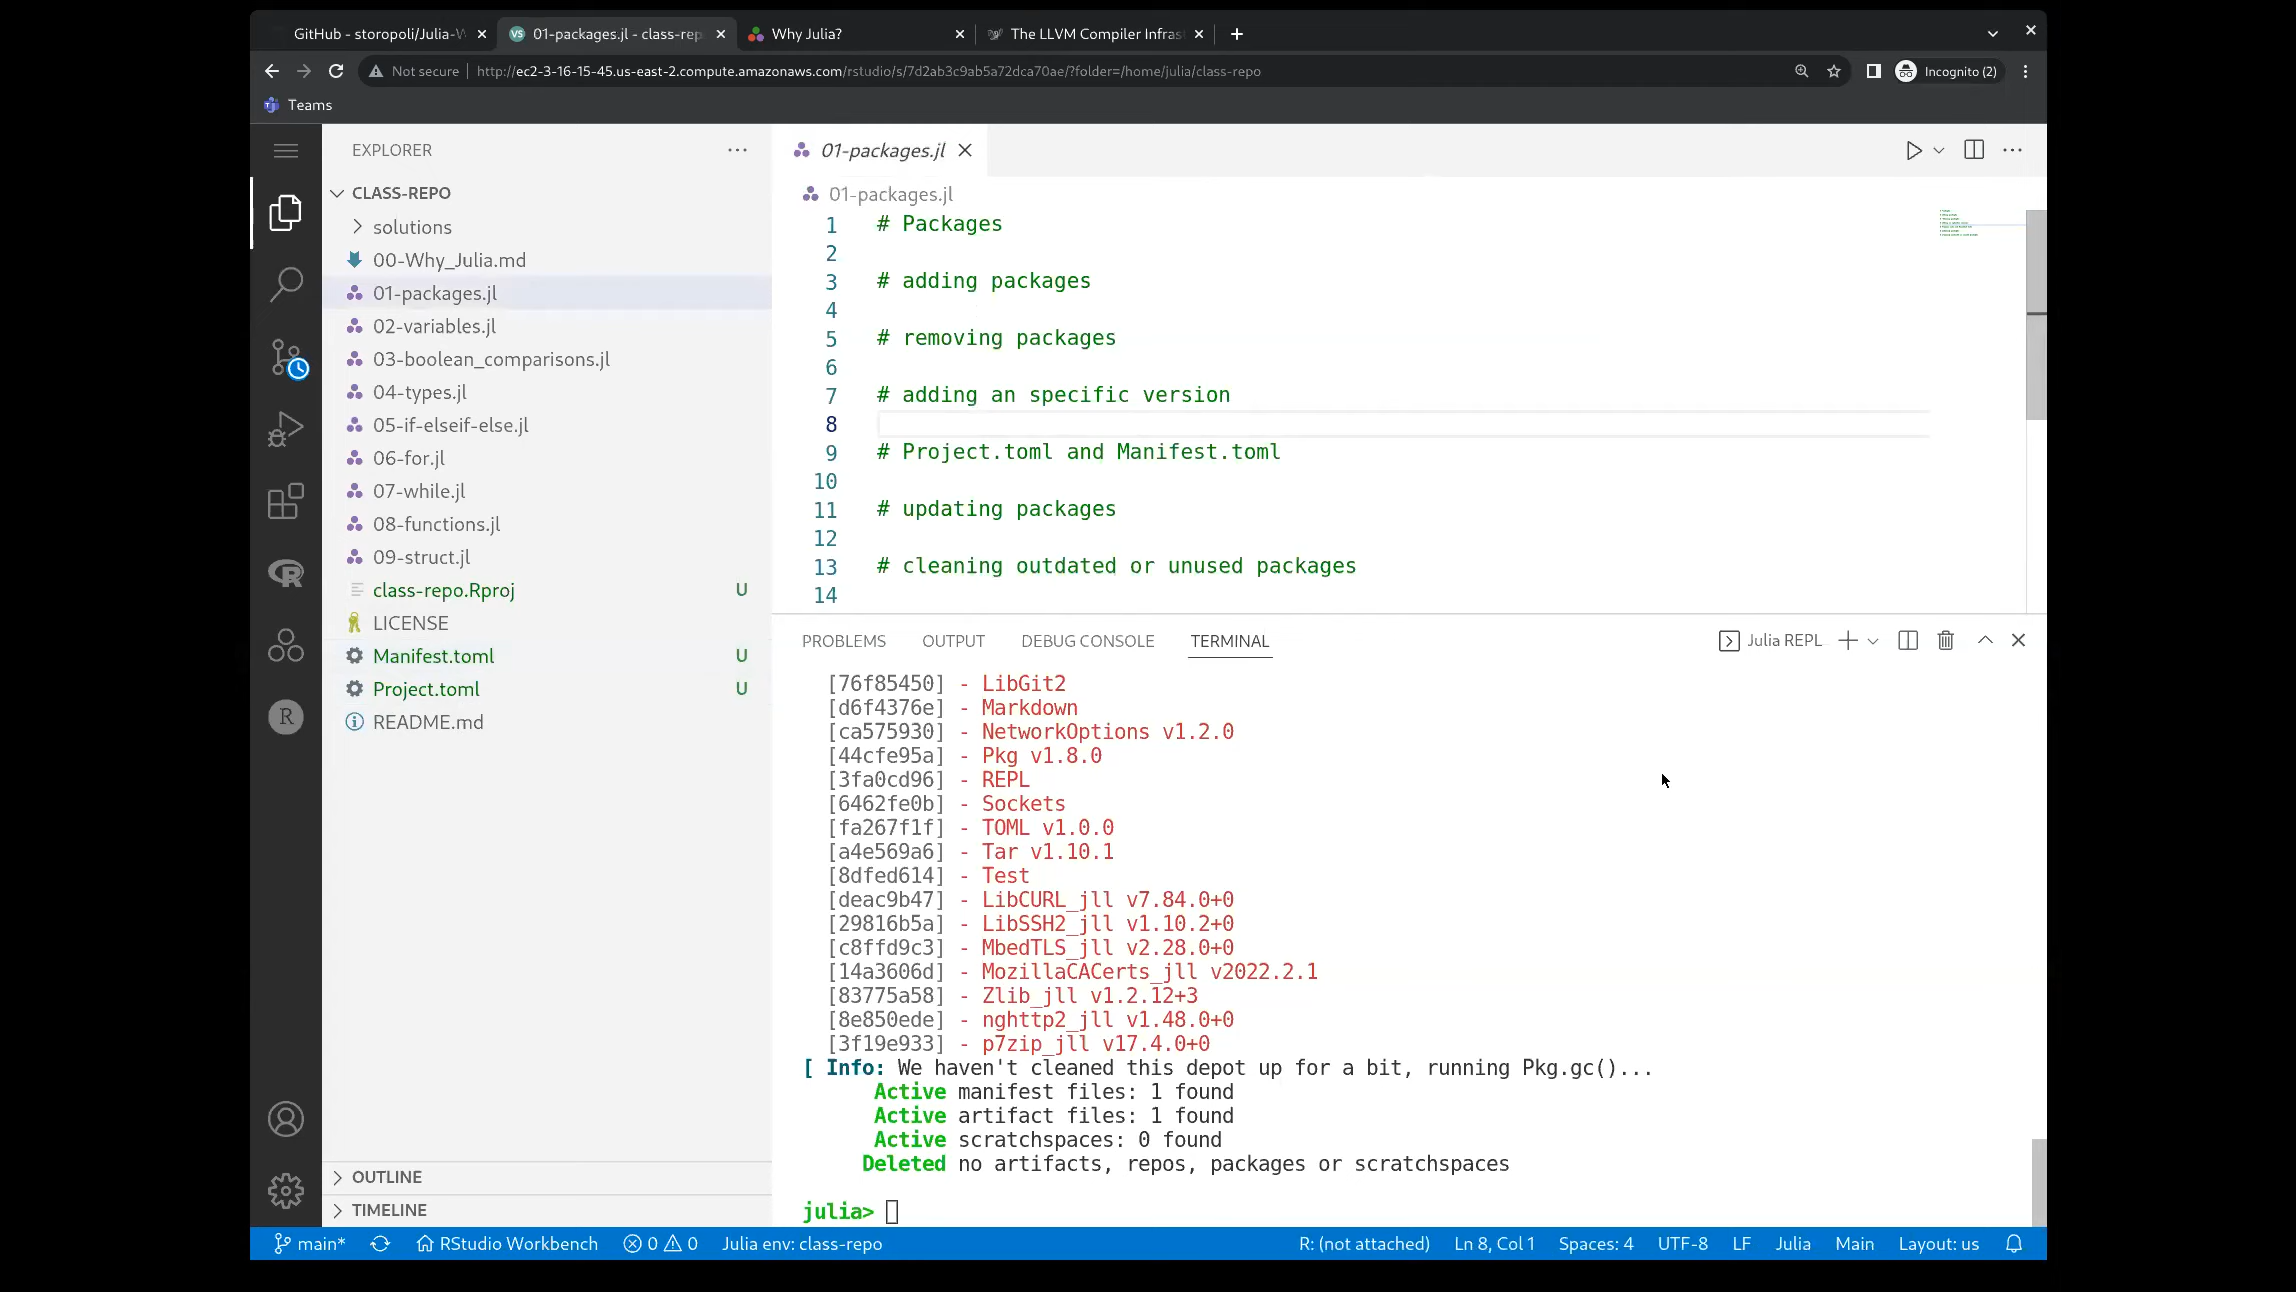 GitHub - storopoli/Julia-W
01-packages.jl - class-rep
Why Julia?
The LLVM Compiler Infras
Not secure
http://ec2-3-16-15-45.us-east-2.compute.amazonaws.com/rstudio/s/7d2ab3c9ab5a72dca70ae/?folder=/home/julia/class-repo
Incognito (2)
Teams
EXPLORER
CLASS-REPO
solutions
00-Why_Julia.md
01-packages.jl
02-variables.jl
03-boolean_comparisons.jl
04-types.jl
05-if-elseif-else.jl
06-for.jl
07-while.jl
08-functions.jl
09-struct.jl
class-repo.Rproj U
LICENSE
Manifest.toml U
Project.toml U
README.md
OUTLINE
TIMELINE
01-packages.jl
01-packages.jl
1 # Packages
2
3 # adding packages
4
5 # removing packages
6
7 # adding an specific version
8
9 # Project.toml and Manifest.toml
10
11 # updating packages
12
13 # cleaning outdated or unused packages
14
PROBLEMS OUTPUT DEBUG CONSOLE TERMINAL
Julia REPL
[76f85450] - LibGit2
[d6f4376e] - Markdown
[ca575930] - NetworkOptions v1.2.0
[44cfe95a] - Pkg v1.8.0
[3fa0cd96] - REPL
[6462fe0b] - Sockets
[fa267f1f] - TOML v1.0.0
[a4e569a6] - Tar v1.10.1
[8dfed614] - Test
[deac9b47] - LibCURL_jll v7.84.0+0
[29816b5a] - LibSSH2_jll v1.10.2+0
[c8ffd9c3] - MbedTLS_jll v2.28.0+0
[14a3606d] - MozillaCACerts_jll v2022.2.1
[83775a58] - Zlib_jll v1.2.12+3
[8e850ede] - nghttp2_jll v1.48.0+0
[3f19e933] - p7zip_jll v17.4.0+0
[ Info: We haven't cleaned this depot up for a bit, running Pkg.gc()...
Active manifest files: 1 found
Active artifact files: 1 found
Active scratchspaces: 0 found
Deleted no artifacts, repos, packages or scratchspaces
julia>
main* RStudio Workbench 0 0 Julia env: class-repo R: (not attached) Ln 8, Col 1 Spaces: 4 UTF-8 LF Julia Main Layout: us